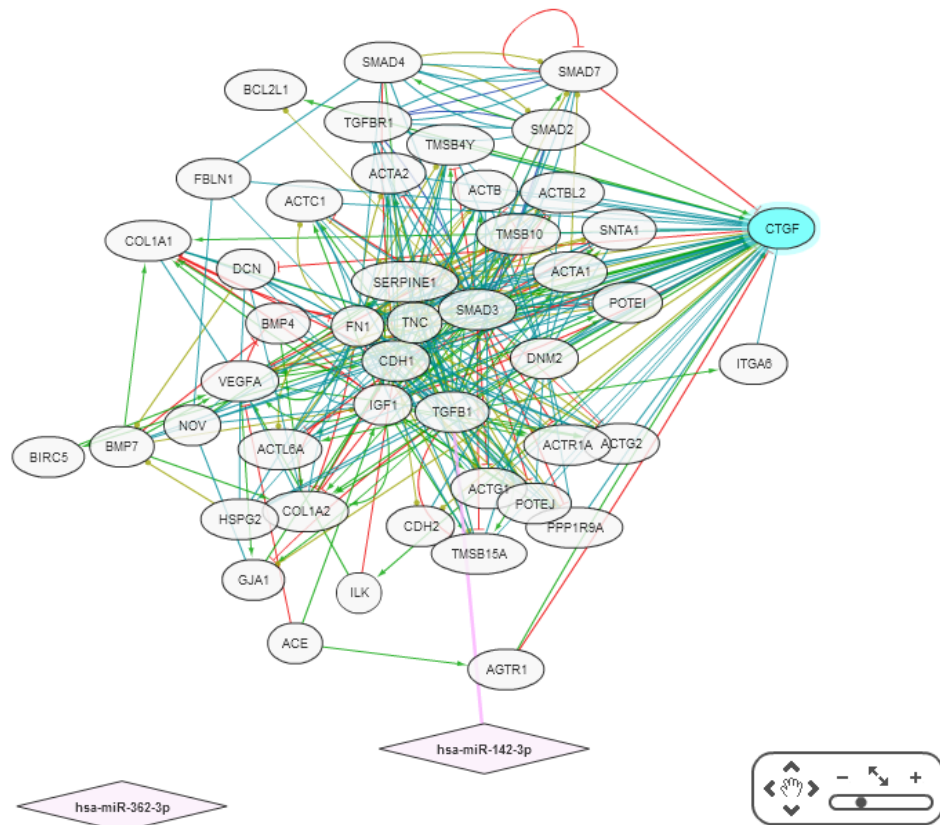 SMAD4
SMAD7
BCL2L1
TGFBR1
SMAD2
TMSB4Y
ACTA2
FBLN1
ACTB
ACTBL2
ACTC1
CTGF
SNTA1
TMSB10
COL1A1
DCN
ACTA1
SERPINE1
POTEI
SMAD3
BMP4
FN1
TNC
DNM2
CDH1
ITGA6
VEGFA
IGF1
TGFB1
NOV
ACTR1A
ACTG2
BMP7
ACTL6A
BIRC5
ACTG1
POTEJ
HSPG2
COL1A2
CDH2
PPP1R9A
TMSB15A
GJA1
ILK
ACE
AGTR1
hsa-miR-142-3p
hsa-miR-362-3p
− +